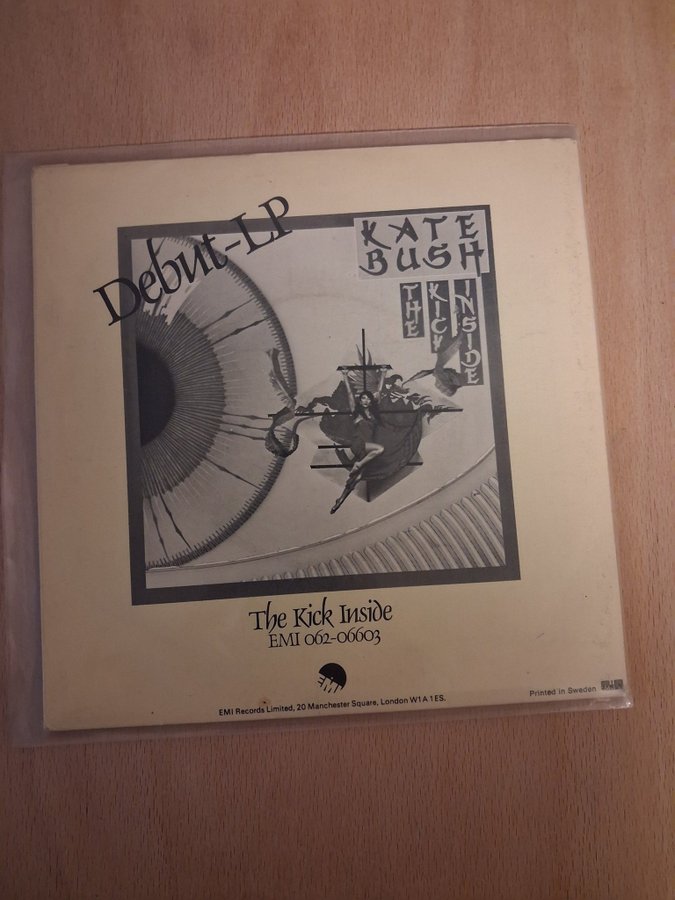 Debut-LP
KATE
BUSH
THE
KICK
INSIDE
The Kick Inside
EMI 062-06603
EMI
EMI Records Limited, 20 Manchester Square, London W1A 1ES.
Printed in Sweden